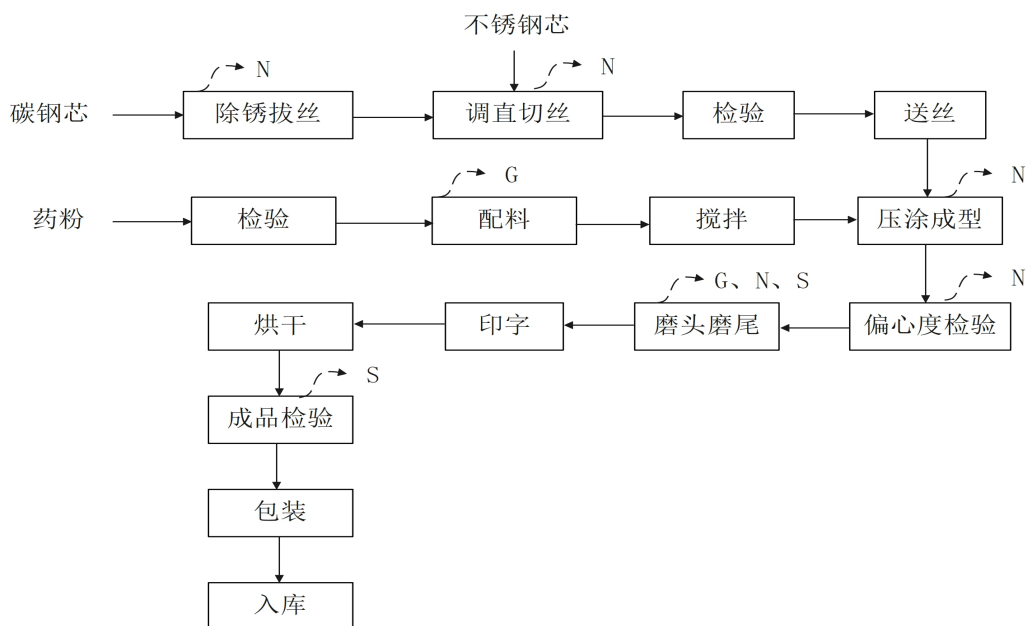 不锈钢芯
N
N
碳钢芯
除锈拔丝
调直切丝
检验
送丝
G
N
药粉
检验
配料
搅拌
压涂成型
G、N、S
N
烘干
印字
磨头磨尾
偏心度检验
S
成品检验
包装
入库